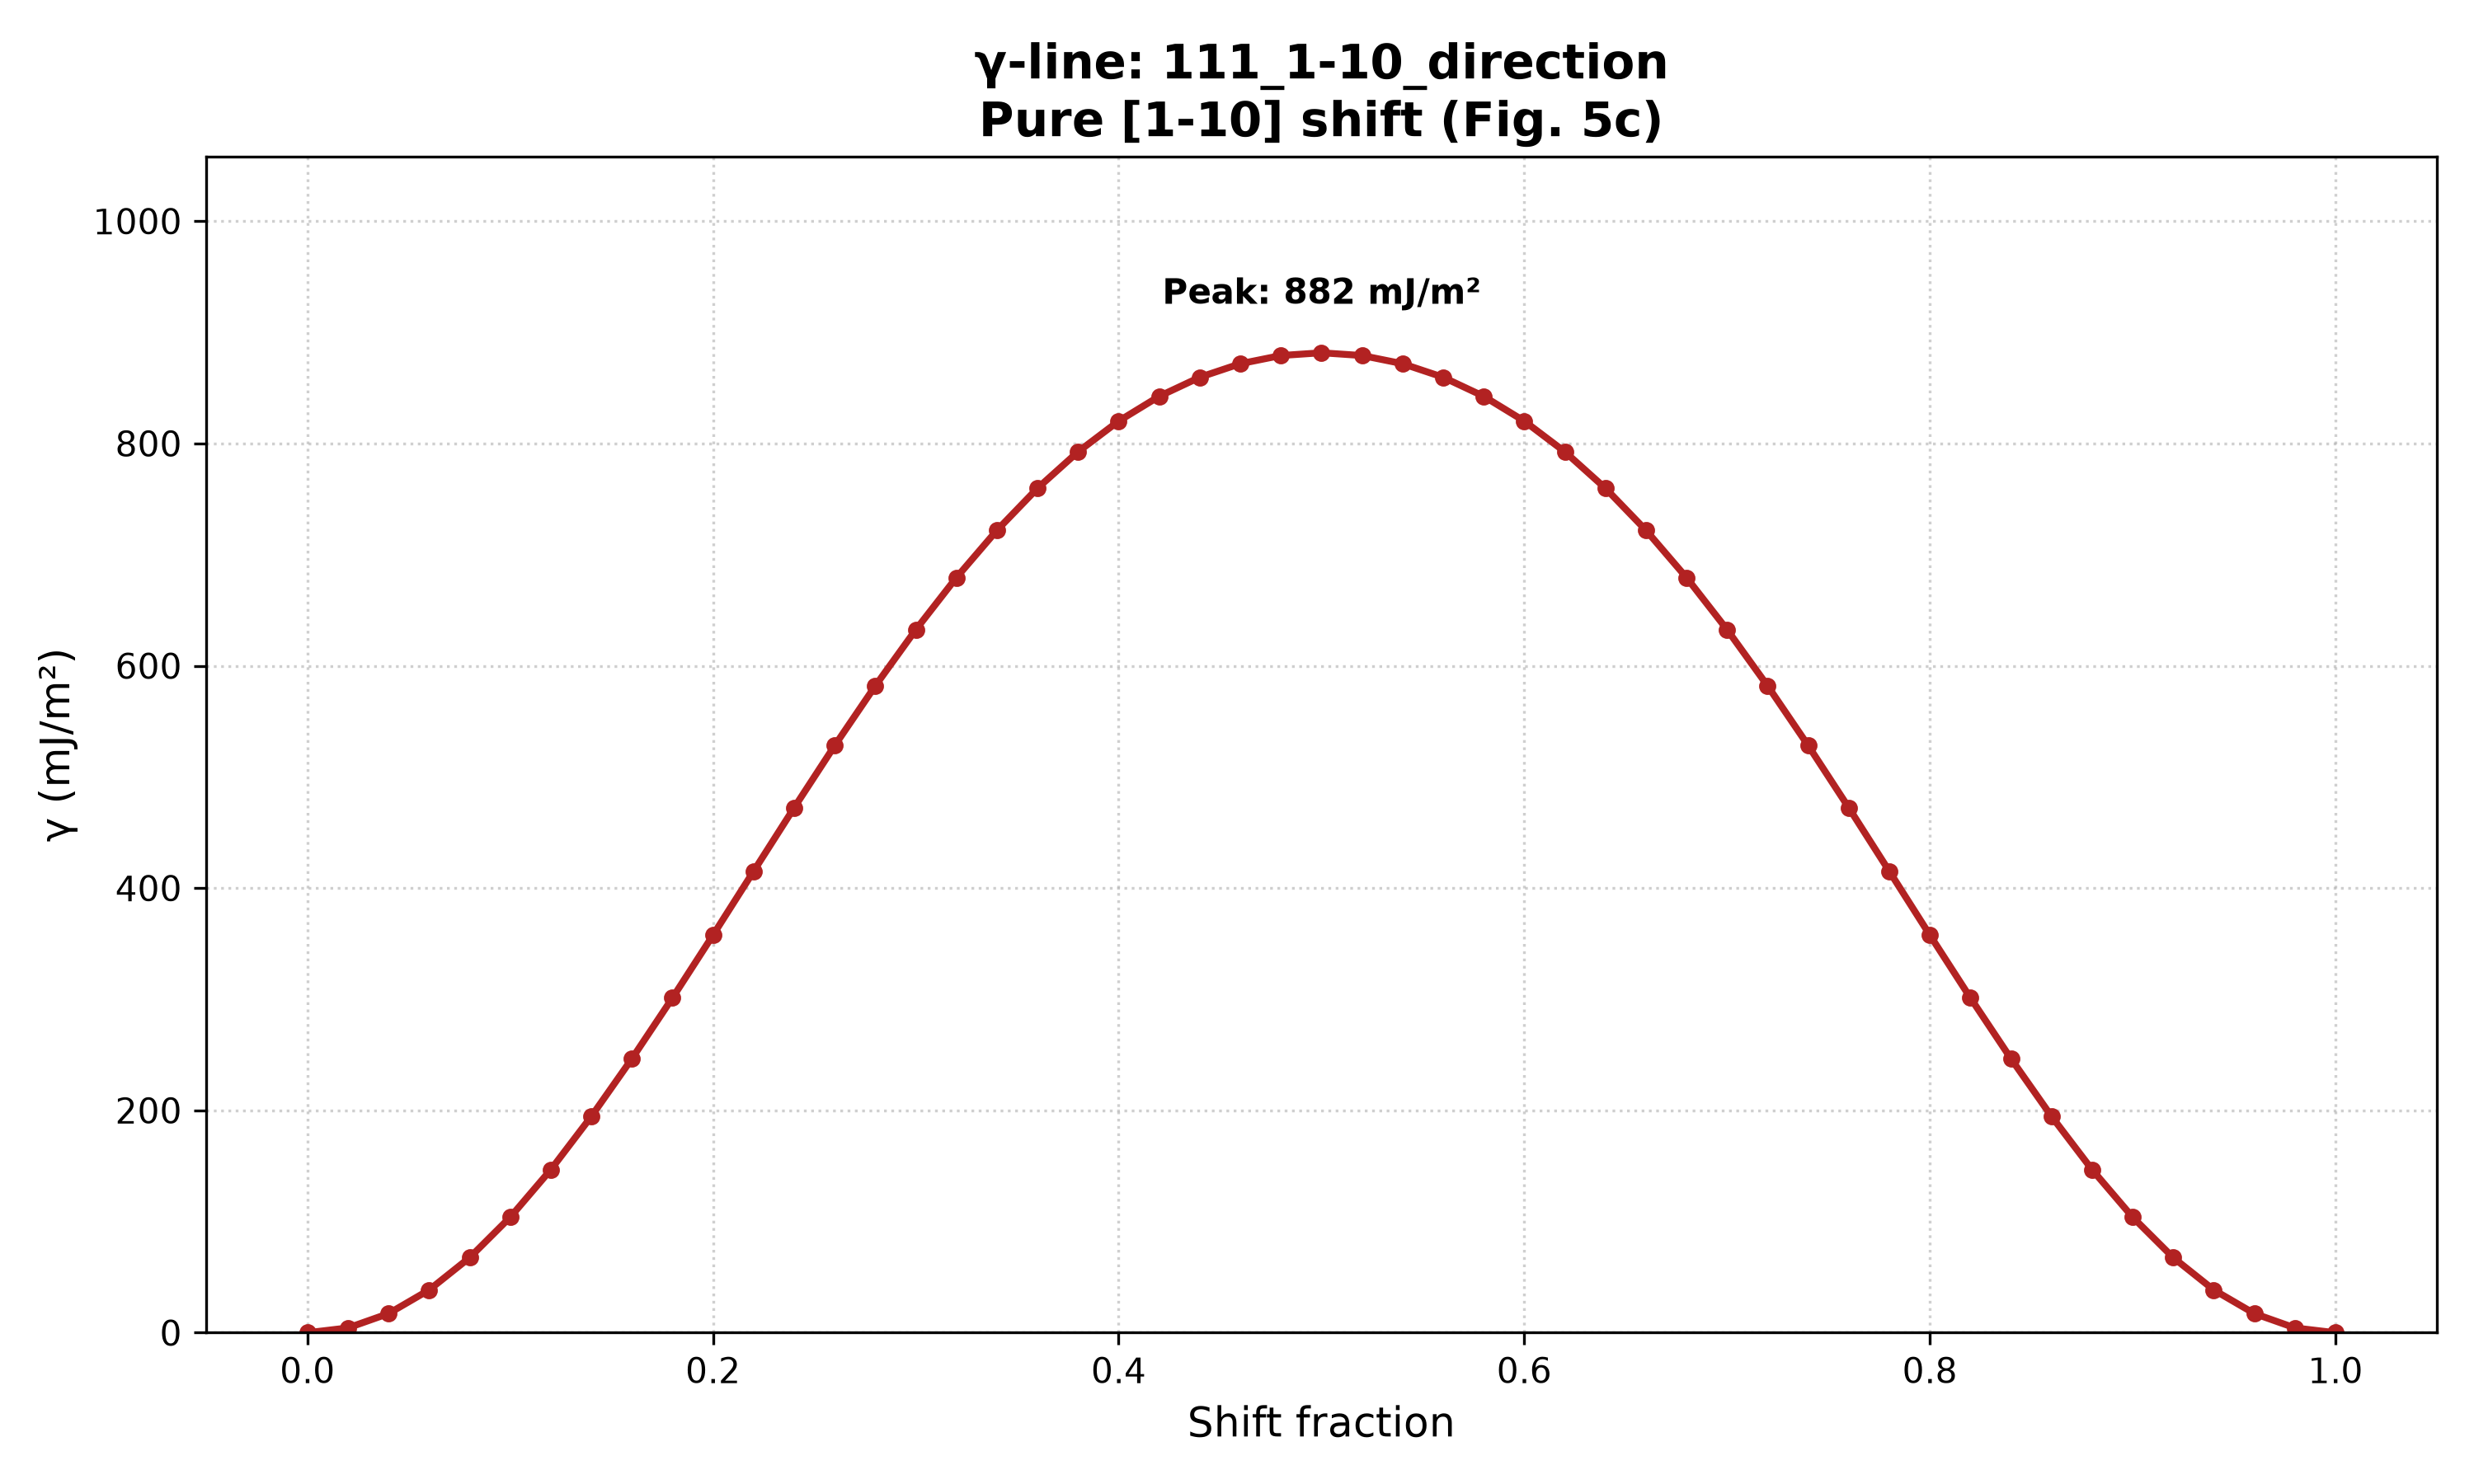 γ-line: 111_1-10_direction
Pure [1-10] shift (Fig. 5c)
Peak: 882 mJ/m²
γ (mJ/m²)
1000
800
600
400
200
0
0.0 0.2 0.4 0.6 0.8 1.0
Shift fraction